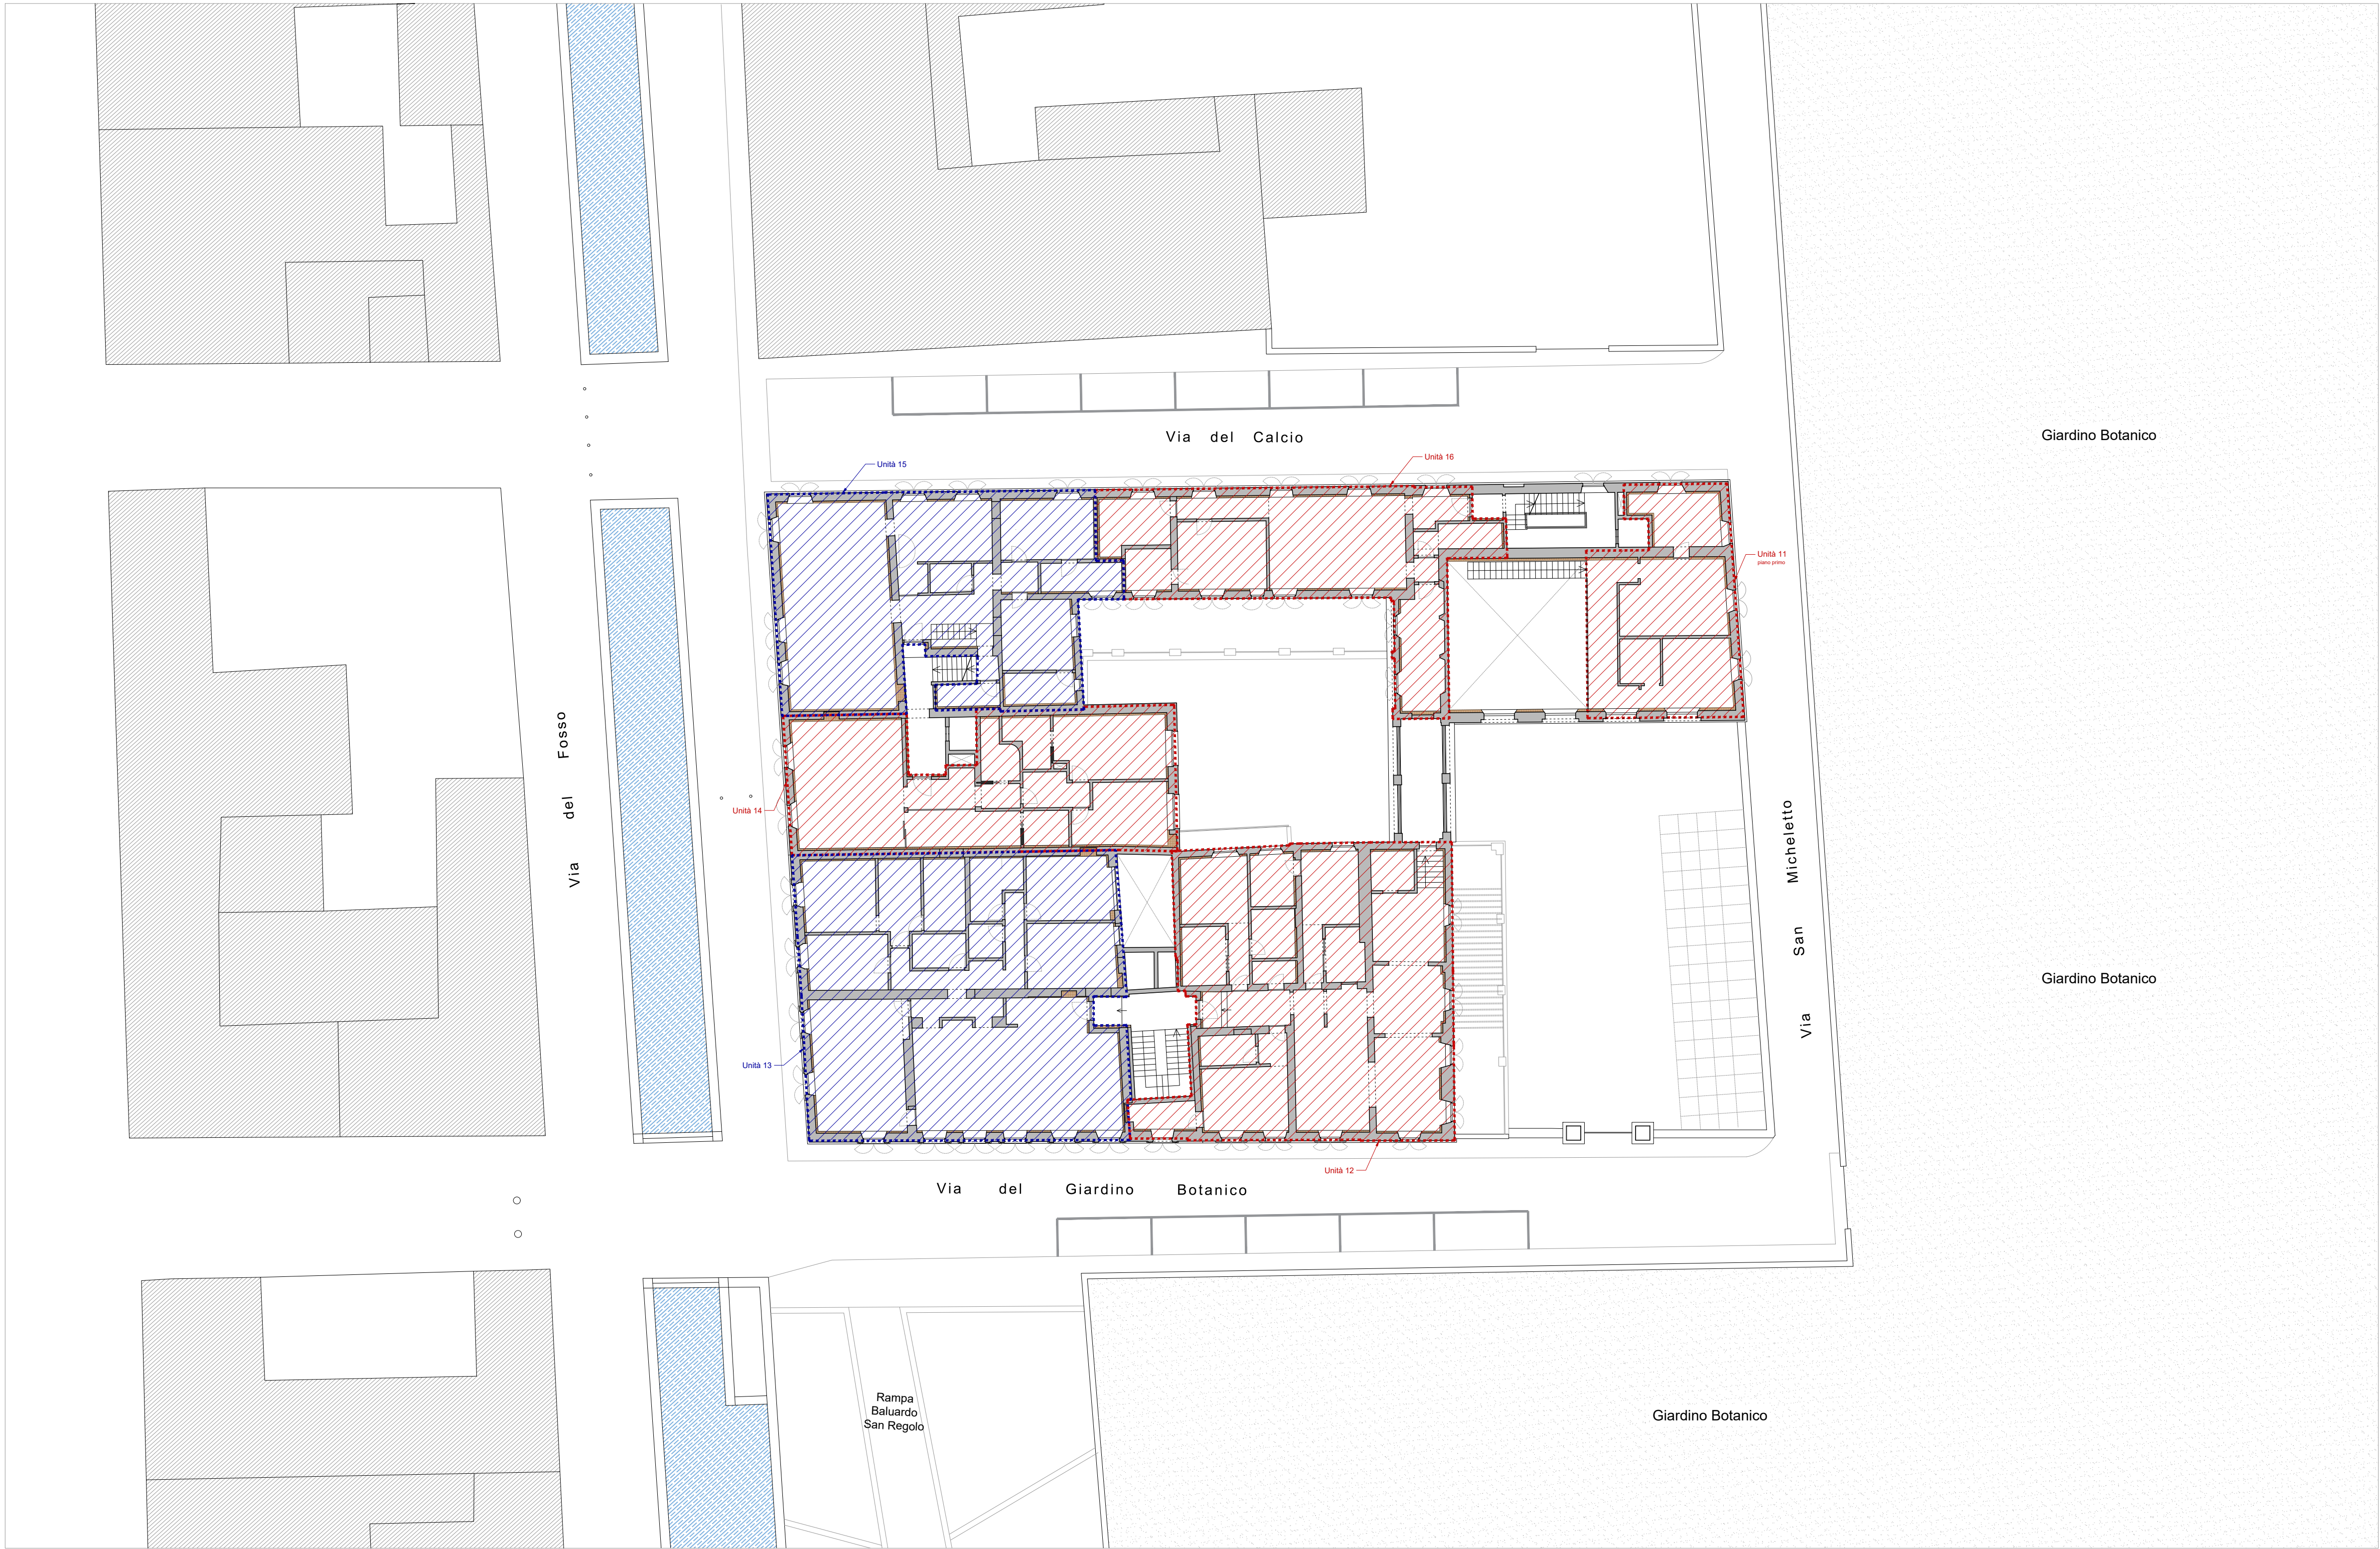 Via del Calcio
Giardino Botanico
Unità 15
Unità 16
Unità 11
piano primo
Via del Fosso
Unità 14
Via San Micheletto
Giardino Botanico
Unità 13
Unità 12
Via del Giardino Botanico
Rampa
Baluardo
San Regolo
Giardino Botanico